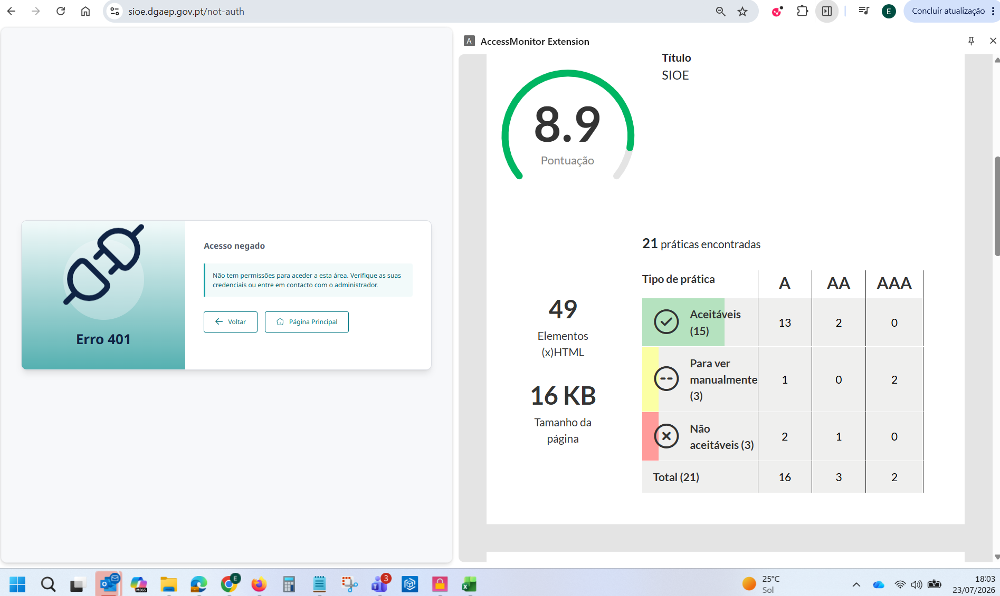 sioe.dgaep.gov.pt/not-auth
E
Concluir atualização
A AccessMonitor Extension
Acesso negado
Não tem permissões para aceder a esta área. Verifique as suas
credenciais ou entre em contacto com o administrador.
Voltar
Página Principal
Erro 401
Título
SIOE
8.9
Pontuação
21 práticas encontradas
49
Elementos
(x)HTML
16 KB
Tamanho da
página
Tipo de prática A AA AAA
Aceitáveis
(15)
13 2 0
Para ver
manualmente
(3)
1 0 2
Não
aceitáveis (3)
2 1 0
Total (21) 16 3 2
M365
E
3
25°C
Sol
18:03
23/07/2026